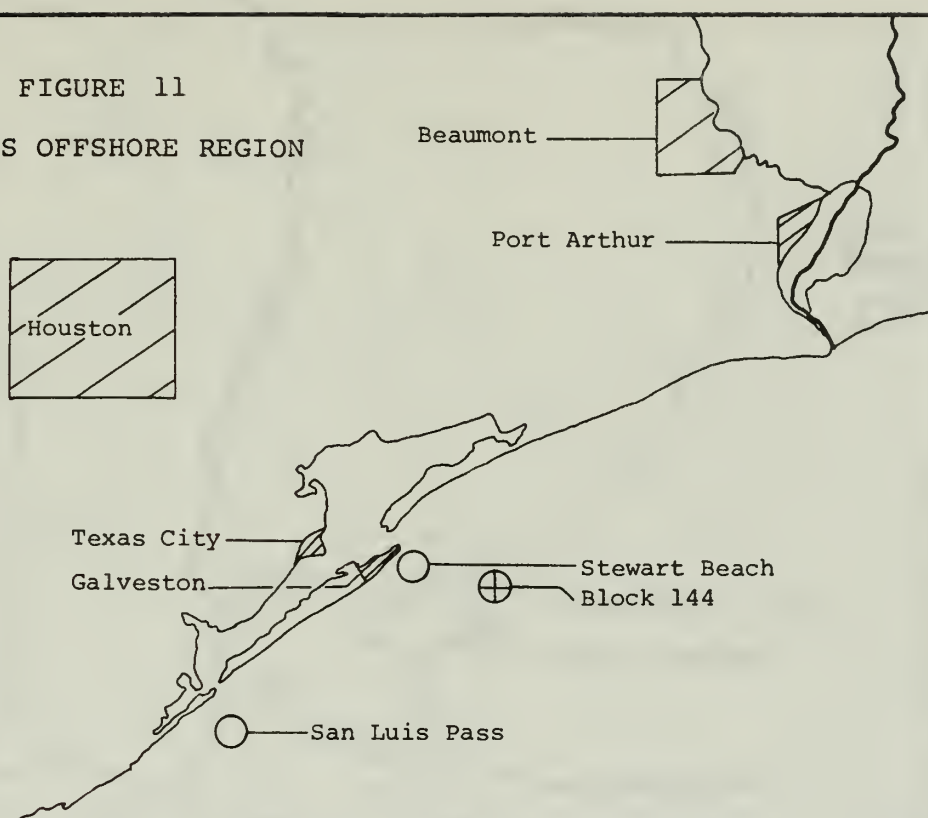 FIGURE 11
S OFFSHORE REGION
Beaumont
Port Arthur
Houston
Texas City
Galveston
Stewart Beach
Block 144
San Luis Pass